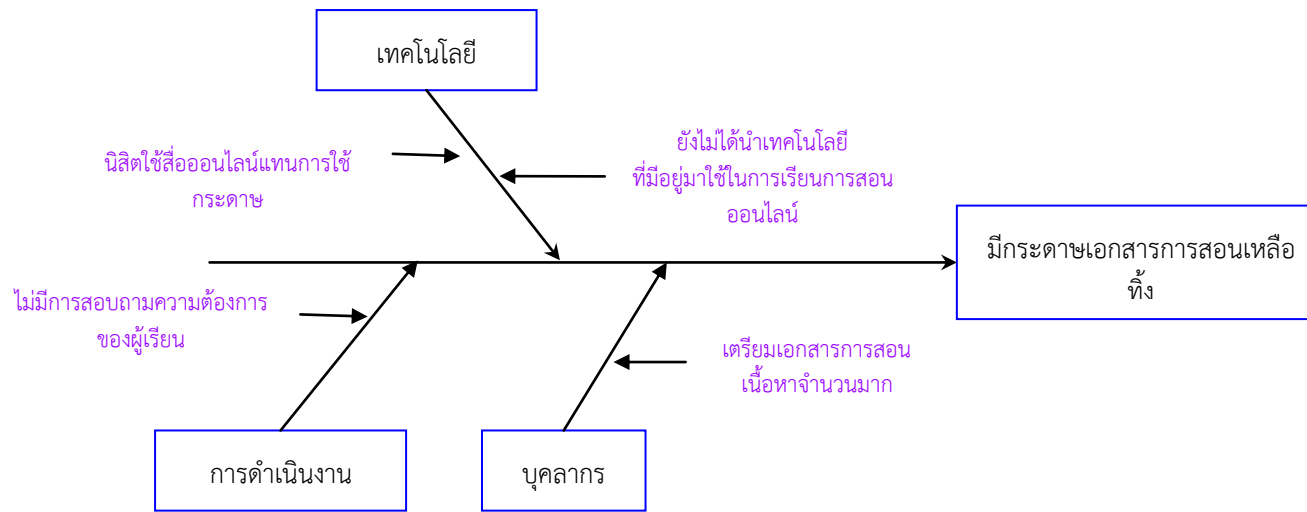 เทคโนโลยี
นิสิตใช้สื่อออนไลน์แทนการใช้
กระดาษ
ยังไม่ได้นำเทคโนโลยี
ที่มีอยู่มาใช้ในการเรียนการสอน
ออนไลน์
มีกระดาษเอกสารการสอนเหลือ
ทิ้ง
ไม่มีการสอบถามความต้องการ
ของผู้เรียน
เตรียมเอกสารการสอน
เนื้อหาจำนวนมาก
การดำเนินงาน
บุคลากร